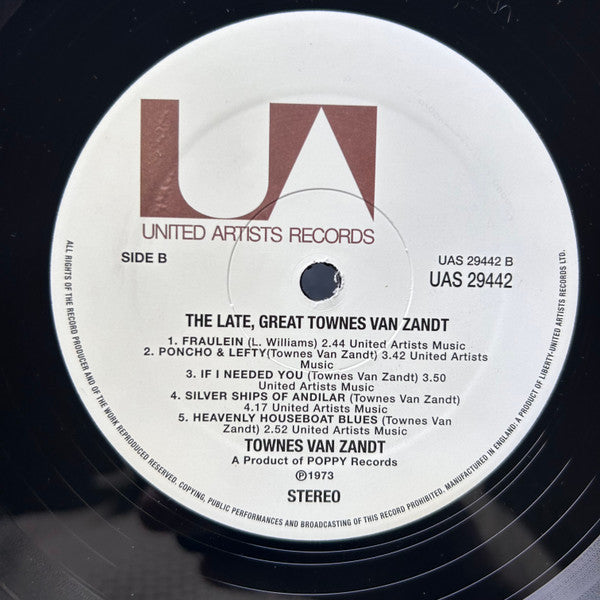 UA
UNITED ARTISTS RECORDS
SIDE B
UAS 29442 B
UAS 29442
THE LATE, GREAT TOWNES VAN ZANDT
1. FRAULEIN (L. Williams) 2.44 United Artists Music
2. PONCHO & LEFTY(Townes Van Zandt) 3.42 United Artists
Music
3. IF I NEEDED YOU (Townes Van Zandt) 3.50
United Artists Music
4. SILVER SHIPS OF ANDILAR (Townes Van Zandt)
4.17 United Artists Music
5. HEAVENLY HOUSEBOAT BLUES (Townes Van
Zandt) 2.52 United Artists Music
TOWNES VAN ZANDT
A Product of POPPY Records
℗1973
STEREO
ALL RIGHTS OF THE RECORD PRODUCER AND OF THE WORK REPRODUCED RESERVED. COPYING, PUBLIC PERFORMANCES AND BROADCASTING OF THIS RECORD PROHIBITED. MANUFACTURED IN ENGLAND: A PRODUCT OF LIBERTY-UNITED ARTISTS RECORDS LTD.